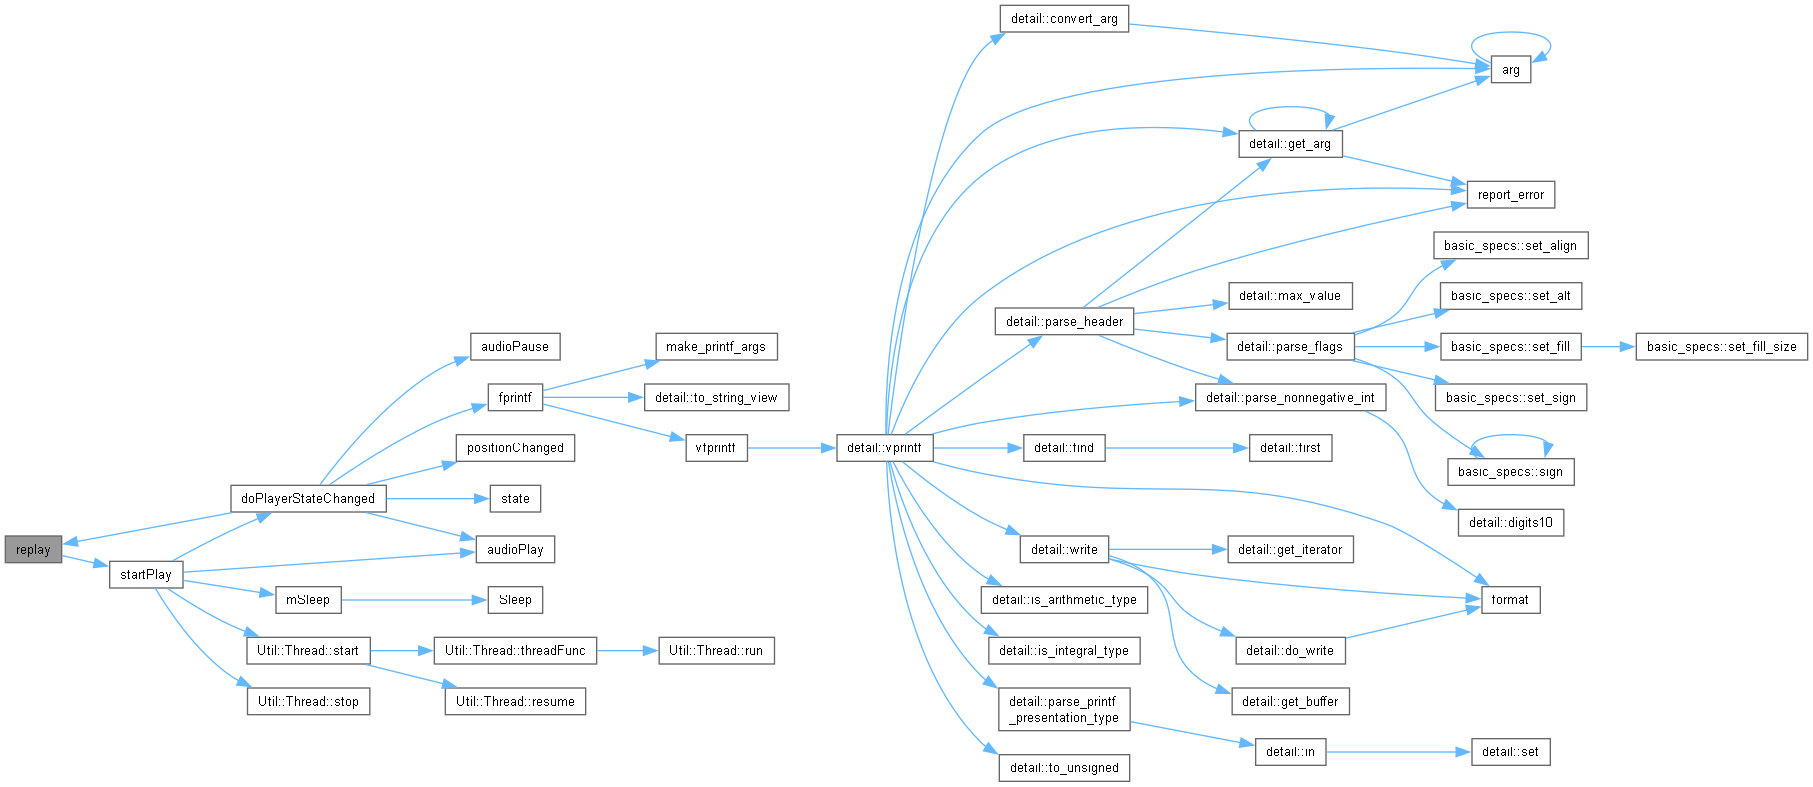 replay
startPlay
doPlayerStateChanged
mSleep
Util::Thread::start
Util::Thread::stop
audioPause
fprintf
positionChanged
state
audioPlay
Sleep
Util::Thread::threadFunc
Util::Thread::resume
make_printf_args
detail::to_string_view
vfprintf
Util::Thread::run
detail::vprintf
detail::convert_arg
detail::parse_header
detail::find
detail::write
detail::is_arithmetic_type
detail::is_integral_type
detail::parse_printf
_presentation_type
detail::to_unsigned
detail::get_arg
detail::max_value
detail::parse_flags
detail::parse_nonnegative_int
detail::first
detail::get_iterator
detail::do_write
detail::get_buffer
detail::in
arg
report_error
basic_specs::set_align
basic_specs::set_alt
basic_specs::set_fill
basic_specs::set_sign
basic_specs::sign
detail::digits10
format
detail::set
basic_specs::set_fill_size